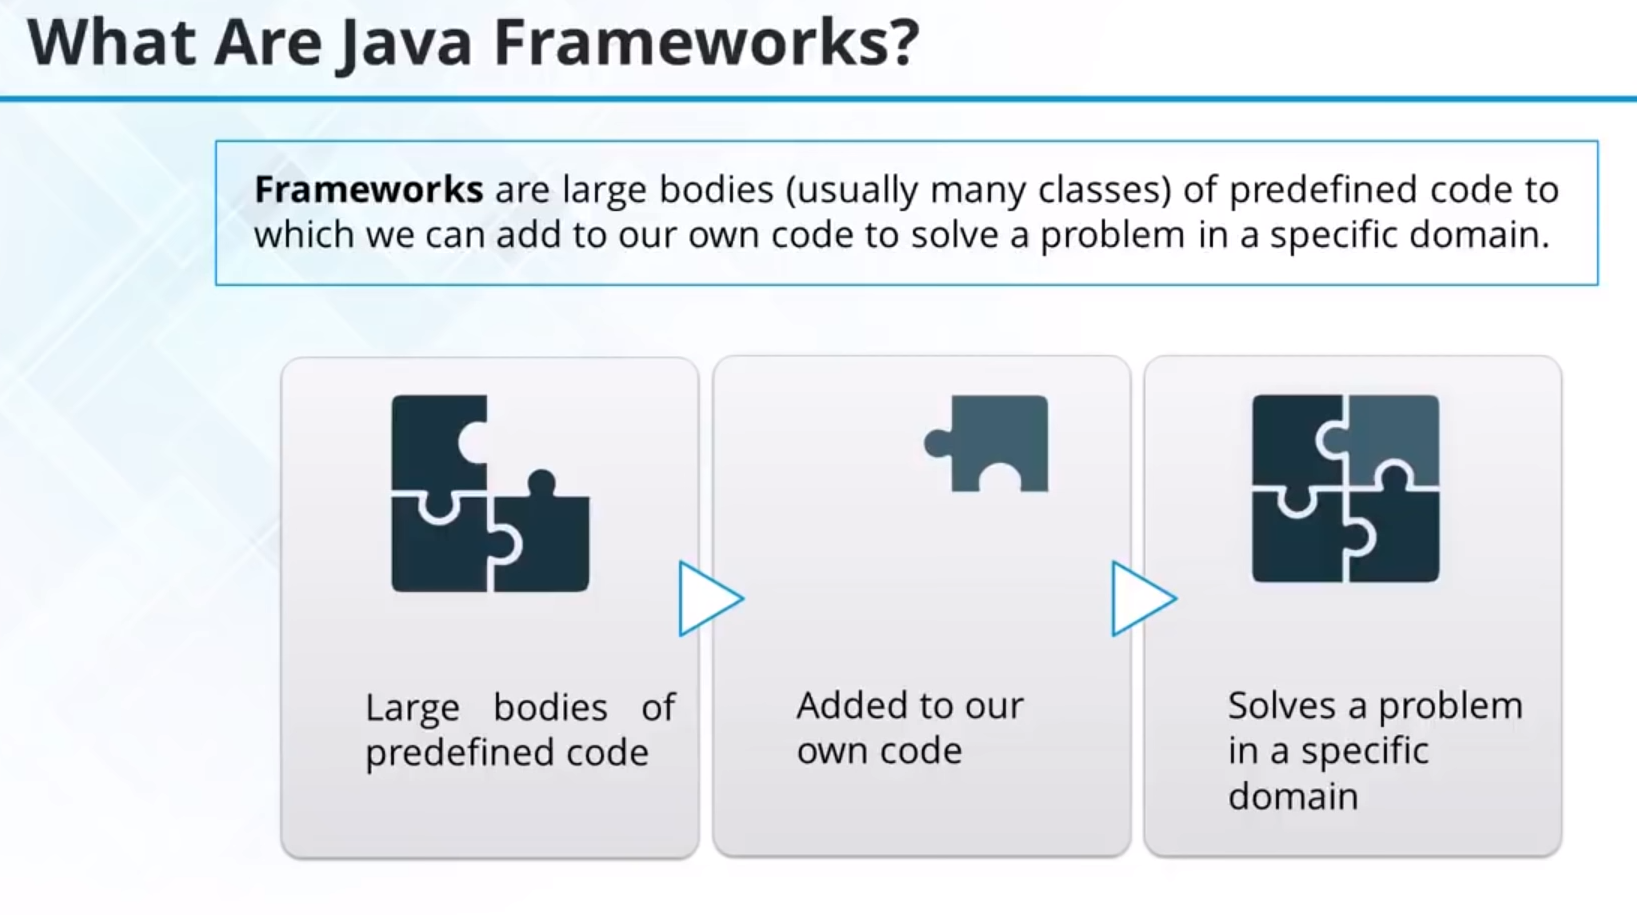 What Are Java Frameworks?
Frameworks are large bodies (usually many classes) of predefined code to
which we can add to our own code to solve a problem in a specific domain.
Large bodies of
predefined code
Added to our
own code
Solves a problem
in a specific
domain